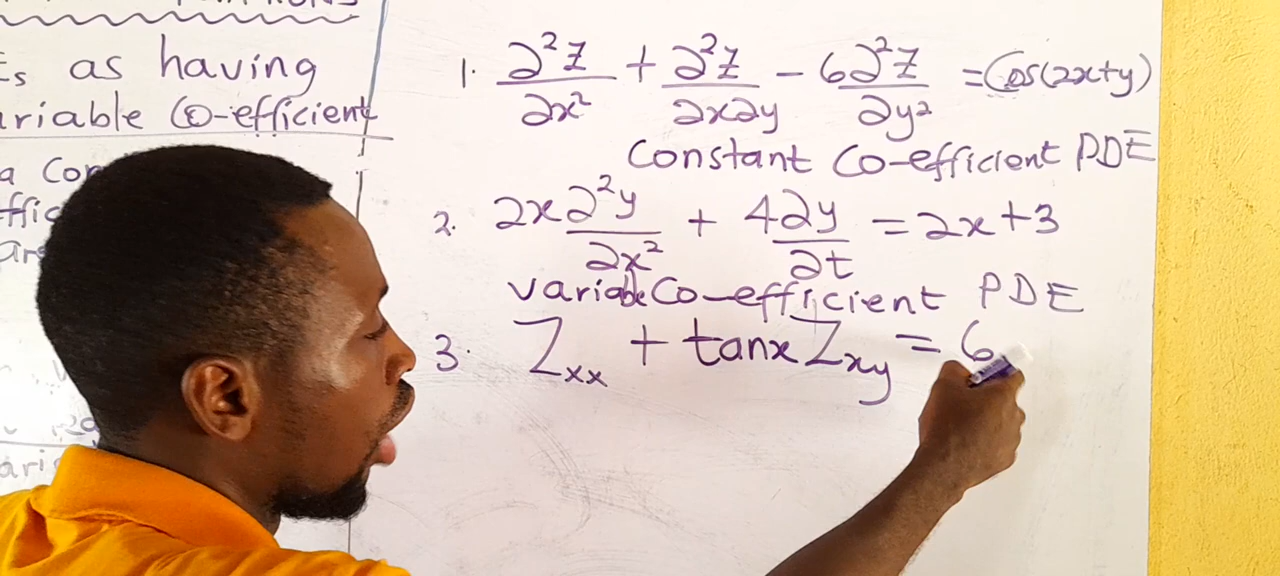 as having
Co-efficient
1. ∂²Z/∂x² + ∂²Z/∂x∂y - 6∂²Z/∂y² = Cos(2x+y)
Constant Co-efficient PDE
2. 2x∂²y/∂x² + 4∂y/∂t = 2x+3
variable Co-efficient PDE
3. Zxx + tanx Zxy = 6